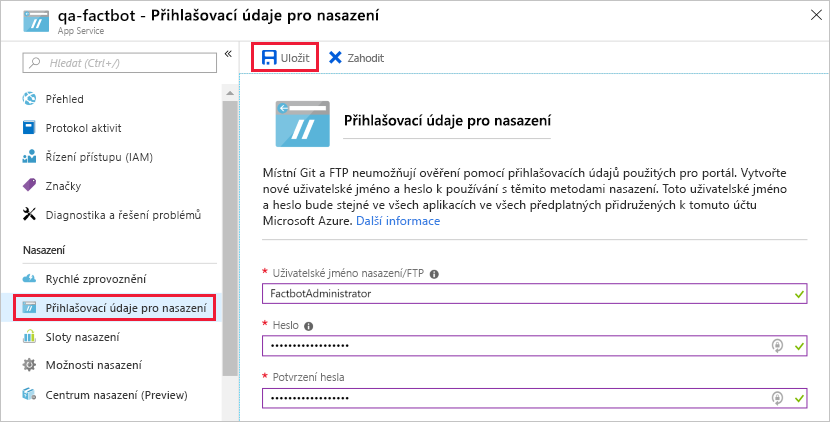 qa-factbot - Přihlašovací údaje pro nasazení
App Service
Hledat (Ctrl+/)
Přehled
Protokol aktivit
Řízení přístupu (IAM)
Značky
Diagnostika a řešení problémů
Nasazení
Rychlé zprovoznění
Přihlašovací údaje pro nasazení
Sloty nasazení
Možnosti nasazení
Centrum nasazení (Preview)
Uložit
Zahodit
Přihlašovací údaje pro nasazení
Místní Git a FTP neumožňují ověření pomocí přihlašovacích údajů použitých pro portál. Vytvořte
nové uživatelské jméno a heslo k používání s těmito metodami nasazení. Toto uživatelské jméno
a heslo bude stejné ve všech aplikacích ve všech předplatných přidružených k tomuto účtu
Microsoft Azure. Další informace
* Uživatelské jméno nasazení/FTP
FactbotAdministrator
* Heslo
••••••••••••••••••
* Potvrzení hesla
••••••••••••••••••